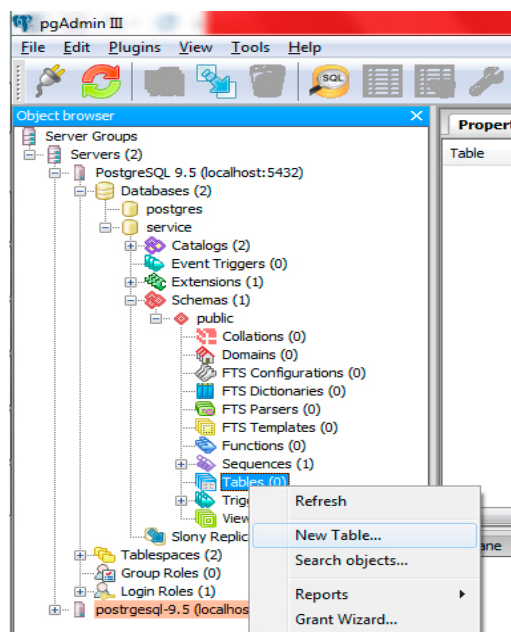 pgAdmin III
File Edit Plugins View Tools Help
SQL
Object browser
Server Groups
Servers (2)
PostgreSQL 9.5 (localhost:5432)
Databases (2)
postgres
service
Catalogs (2)
Event Triggers (0)
Extensions (1)
Schemas (1)
public
Collations (0)
Domains (0)
FTS Configurations (0)
FTS Dictionaries (0)
FTS Parsers (0)
FTS Templates (0)
Functions (0)
Sequences (1)
Tables (0)
Trig
View
Slony Replic
Tablespaces (2)
Group Roles (0)
Login Roles (1)
postrgesql-9.5 (localhos
Propert
Table
Refresh
New Table...
Search objects...
Reports
Grant Wizard...
ane